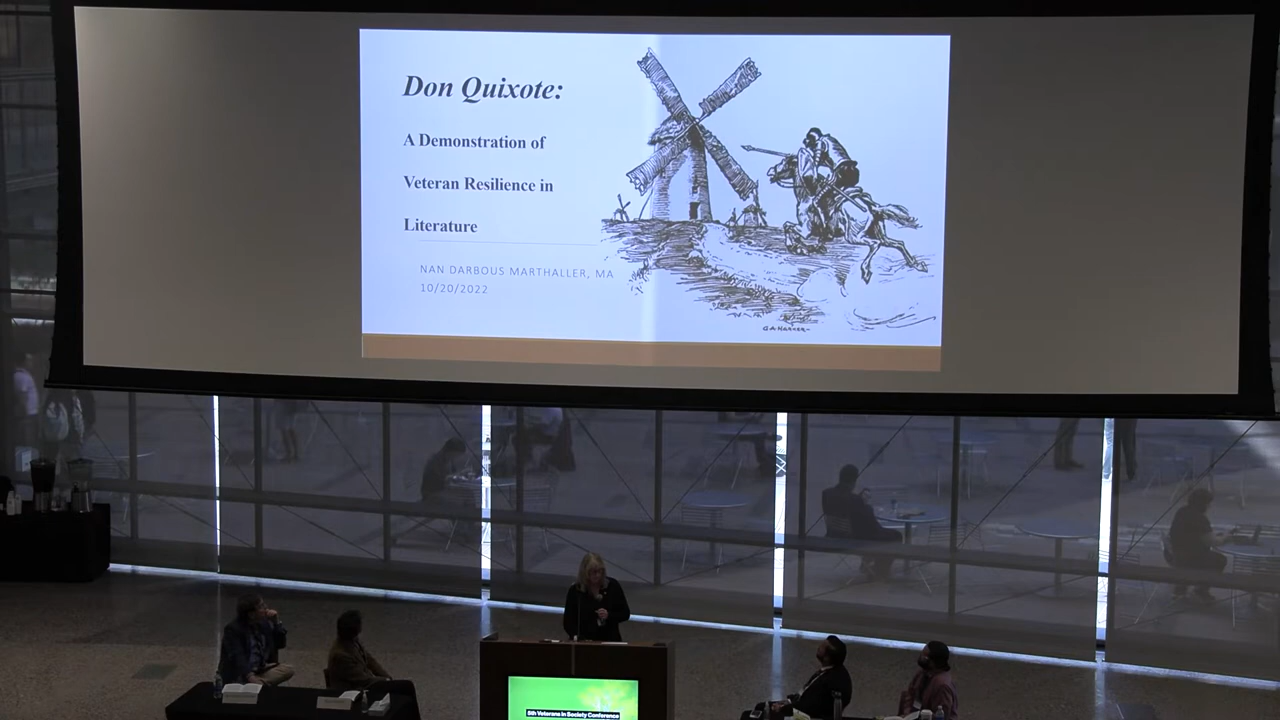 Don Quixote:
A Demonstration of
Veteran Resilience in
Literature
NAN DARBOUS MARTHALLER, MA
10/20/2022
G.A. HARKER-
8th Veterans in Society Conference